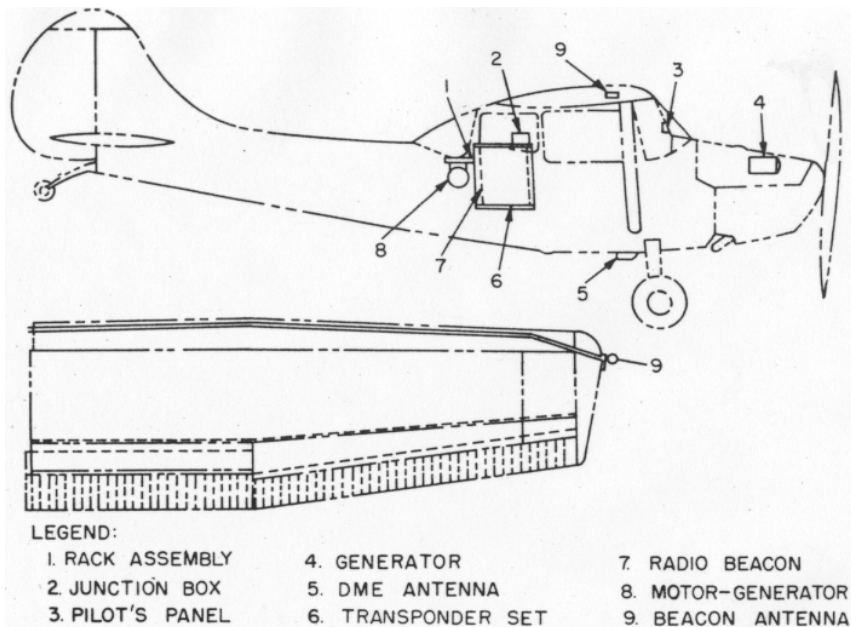 9
2
3
1
4
8
7
6
5
9
LEGEND:
1. RACK ASSEMBLY
2. JUNCTION BOX
3. PILOT'S PANEL
4. GENERATOR
5. DME ANTENNA
6. TRANSPONDER SET
7. RADIO BEACON
8. MOTOR-GENERATOR
9. BEACON ANTENNA